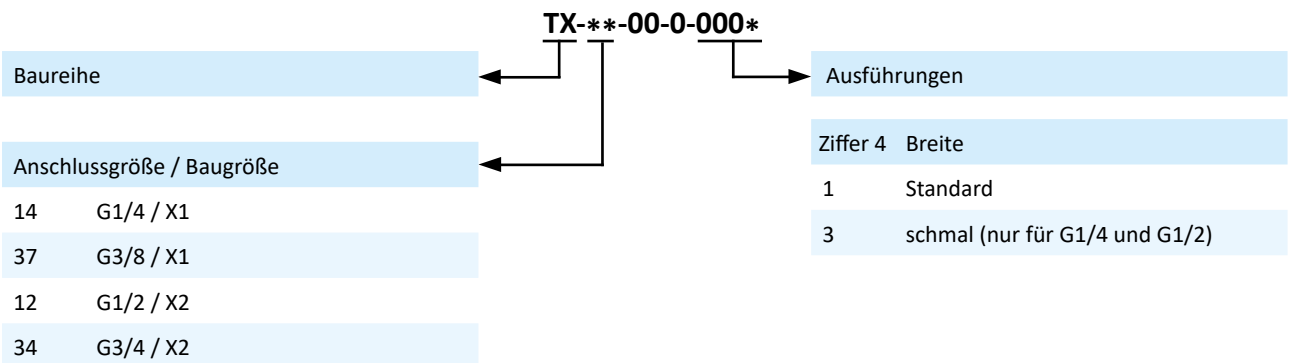 TX-**-00-0-000*
Baureihe
Ausführungen
Anschlussgröße / Baugröße
14 G1/4 / X1
37 G3/8 / X1
12 G1/2 / X2
34 G3/4 / X2
Ziffer 4 Breite
1 Standard
3 schmal (nur für G1/4 und G1/2)